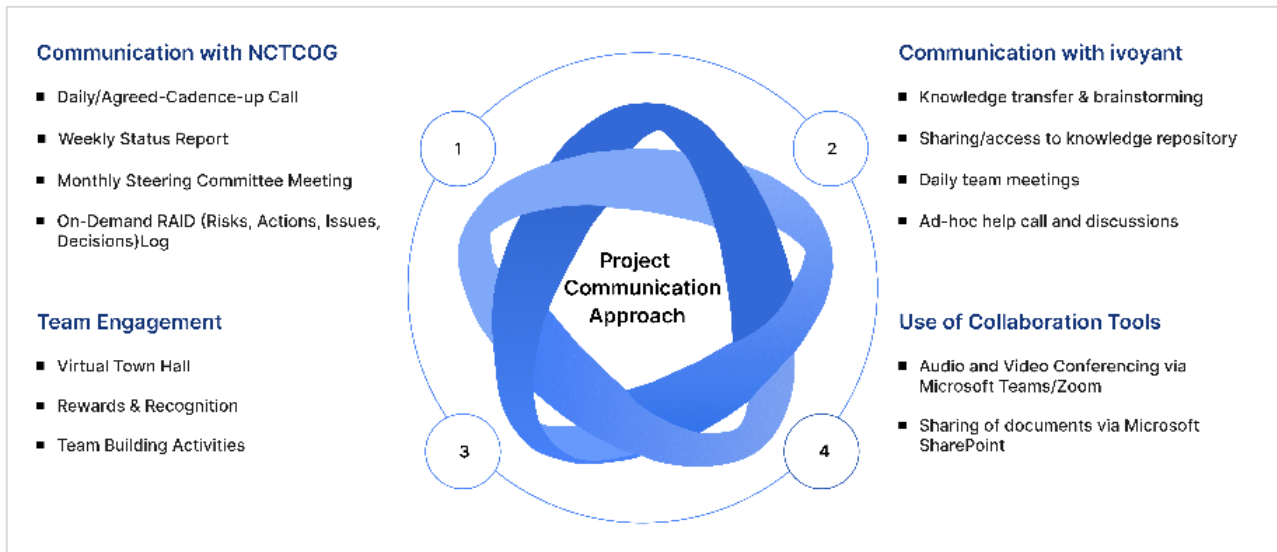 Communication with NCTCOG
Daily/Agreed-Cadence-up Call
Weekly Status Report
Monthly Steering Committee Meeting
On-Demand RAID (Risks, Actions, Issues,
Decisions)Log
1
Communication with ivoyant
Knowledge transfer & brainstorming
Sharing/access to knowledge repository
Daily team meetings
Ad-hoc help call and discussions
2
Project
Communication
Approach
Team Engagement
Virtual Town Hall
Rewards & Recognition
Team Building Activities
3
Use of Collaboration Tools
Audio and Video Conferencing via
Microsoft Teams/Zoom
Sharing of documents via Microsoft
SharePoint
4